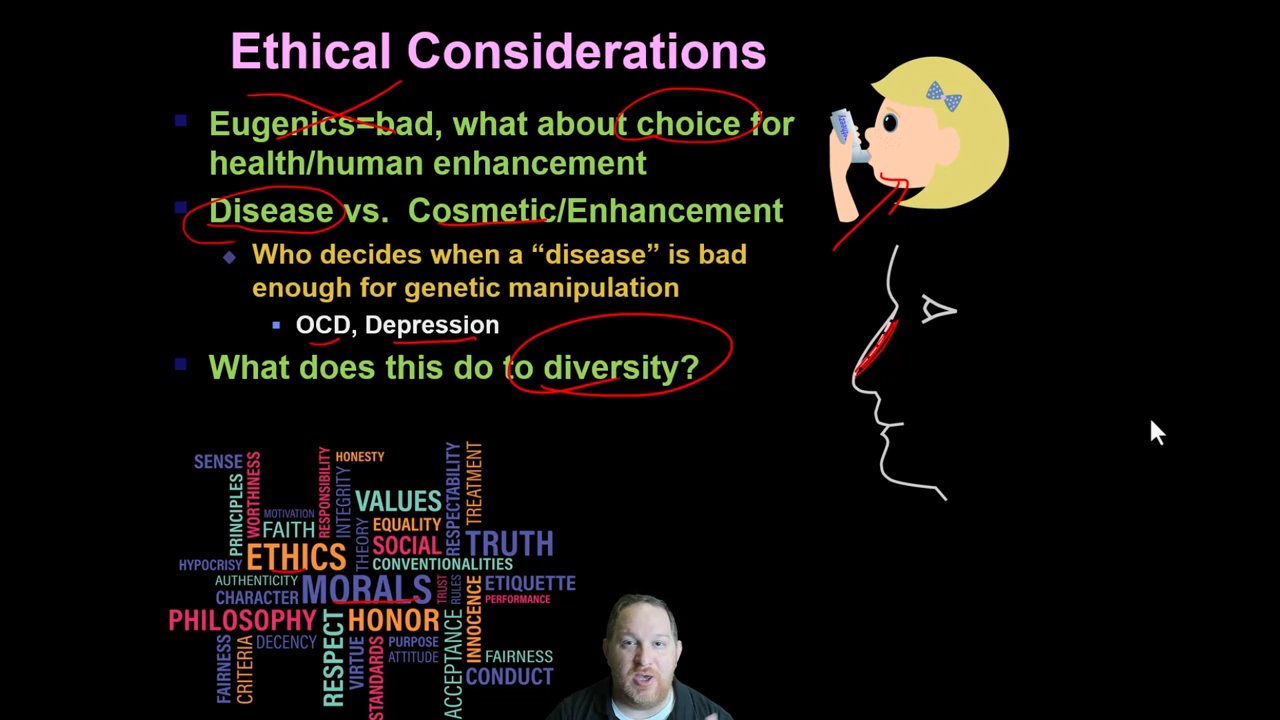 Ethical Considerations
Eugenics=bad, what about choice for
health/human enhancement
Disease vs. Cosmetic/Enhancement
Who decides when a “disease” is bad
enough for genetic manipulation
OCD, Depression
What does this do to diversity?
SENSE
PRINCIPLES
WORTHINESS
MOTIVATION
FAITH
RESPONSIBILITY
HONESTY
INTEGRITY
VALUES
RESPECTABILITY
TREATMENT
EQUALITY
SOCIAL
THEORY
TRUTH
HYPOCRISY
ETHICS
CONVENTIONALITIES
AUTHENTICITY
CHARACTER
MORALS
TRUST
RULES
INNOCENCE
ETIQUETTE
PERFORMANCE
PHILOSOPHY
RESPECT
HONOR
ACCEPTANCE
FAIRNESS
CRITERIA
DECENCY
VIRTUE
STANDARDS
PURPOSE
ATTITUDE
FAIRNESS
CONDUCT